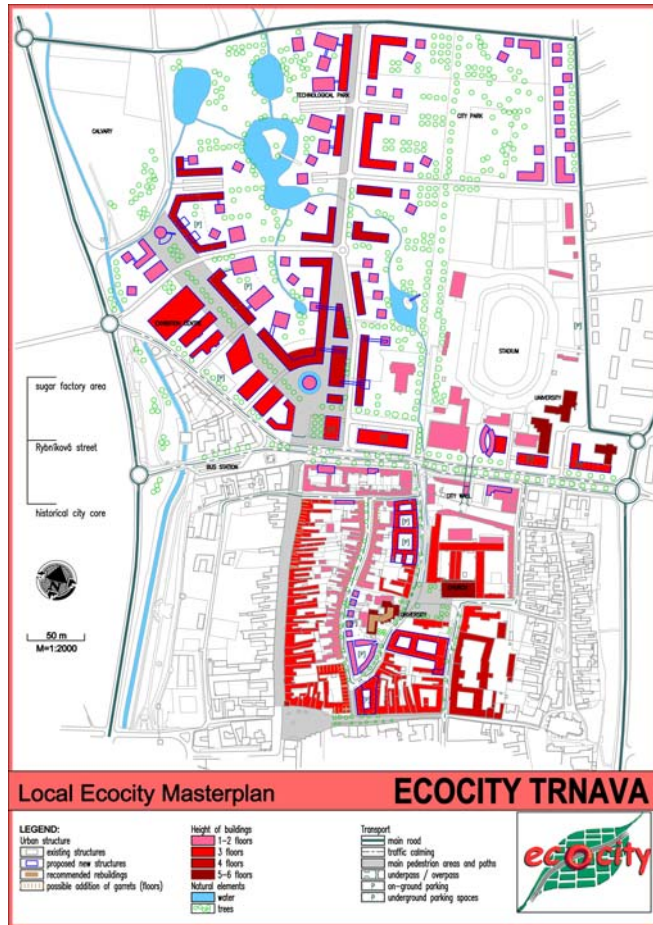 TECHNOLOGICAL PARK
CITY PARK
CALVARY
[P]
[P]
STADIUM
sugar factory area
[P]
UNIVERSITY
Rybníková street
BUS STATION
CITY WALL
historical city core
[P]
[P]
CHURCH
UNIVERSITY
[P]
[P]
50 m
M=1:2000
Local Ecocity Masterplan
ECOCITY TRNAVA
LEGEND:
Urban structure
existing structures
proposed new structures
recommended rebuildings
possible addition of garrets (floors)
Height of buildings
1-2 floors
3 floors
4 floors
5-6 floors
Natural elements
water
trees
Transport
main road
traffic calming
main pedestrian areas and paths
underpass / overpass
P on-ground parking
[P] underground parking spaces
ecocity